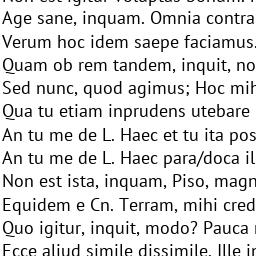 Age sane, inquam. Omnia contra
Verum hoc idem saepe faciamus.
Quam ob rem tandem, inquit, no
Sed nunc, quod agimus; Hoc mih
Qua tu etiam inprudens utebare
An tu me de L. Haec et tu ita pos
An tu me de L. Haec para/doca il
Non est ista, inquam, Piso, magn
Equidem e Cn. Terram, mihi cred
Quo igitur, inquit, modo? Pauca
Ecce aliud simile dissimile. Ille ir